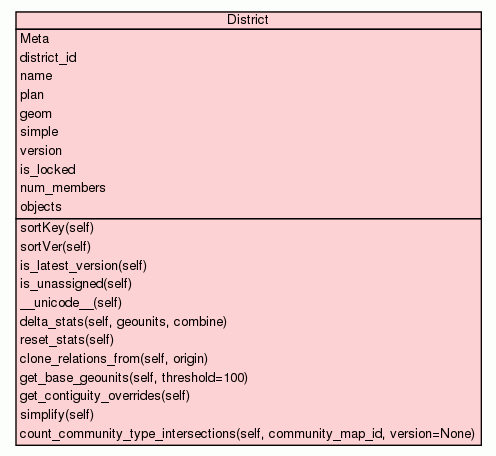 District
Meta
district_id
name
plan
geom
simple
version
is_locked
num_members
objects
sortKey(self)
sortVer(self)
is_latest_version(self)
is_unassigned(self)
__unicode__(self)
delta_stats(self, geounits, combine)
reset_stats(self)
clone_relations_from(self, origin)
get_base_geounits(self, threshold=100)
get_contiguity_overrides(self)
simplify(self)
count_community_type_intersections(self, community_map_id, version=None)